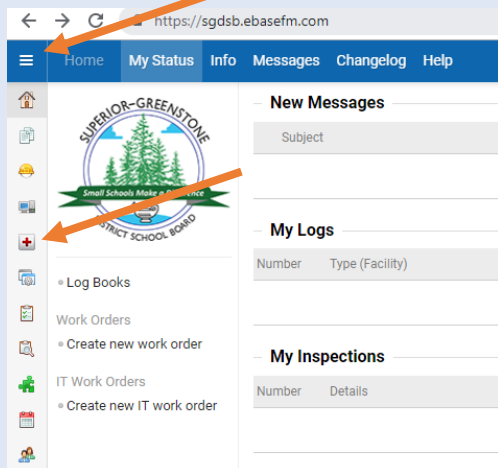 https://sgdsb.ebasefm.com
Home My Status Info Messages Changelog Help
SUPERIOR-GREENSTONE
Small Schools Make a Difference
DISTRICT SCHOOL BOARD
Log Books
Work Orders
Create new work order
IT Work Orders
Create new IT work order
New Messages
Subject
My Logs
Number Type (Facility)
My Inspections
Number Details